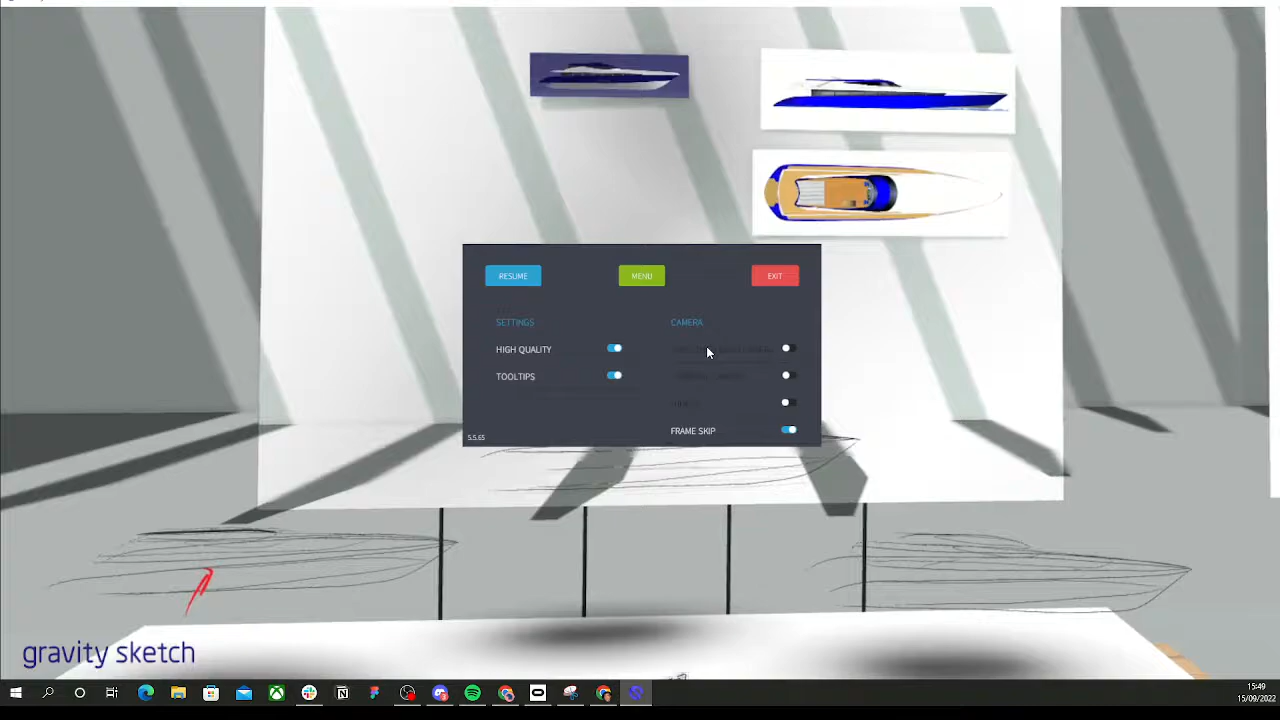 RESUME
MENU
EXIT
SETTINGS
CAMERA
HIGH QUALITY
TOOLTIPS
FRAME SKIP
5.5.65
gravity sketch
15:49
15/09/2022